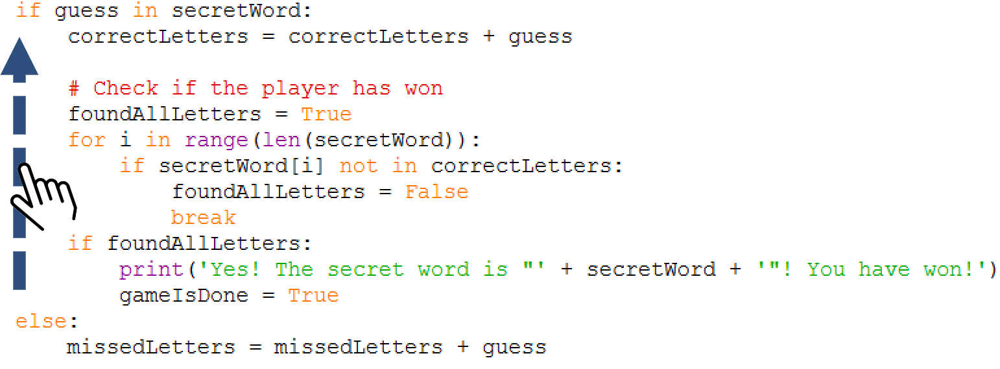 if guess in secretWord:
    correctLetters = correctLetters + guess

    # Check if the player has won
    foundAllLetters = True
    for i in range(len(secretWord)):
        if secretWord[i] not in correctLetters:
            foundAllLetters = False
            break
    if foundAllLetters:
        print('Yes! The secret word is "' + secretWord + '"! You have won!')
        gameIsDone = True
else:
    missedLetters = missedLetters + guess